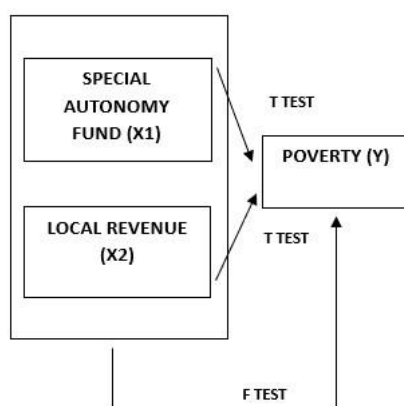 SPECIAL
AUTONOMY
FUND (X1)
T TEST
POVERTY (Y)
LOCAL REVENUE
(X2)
T TEST
F TEST